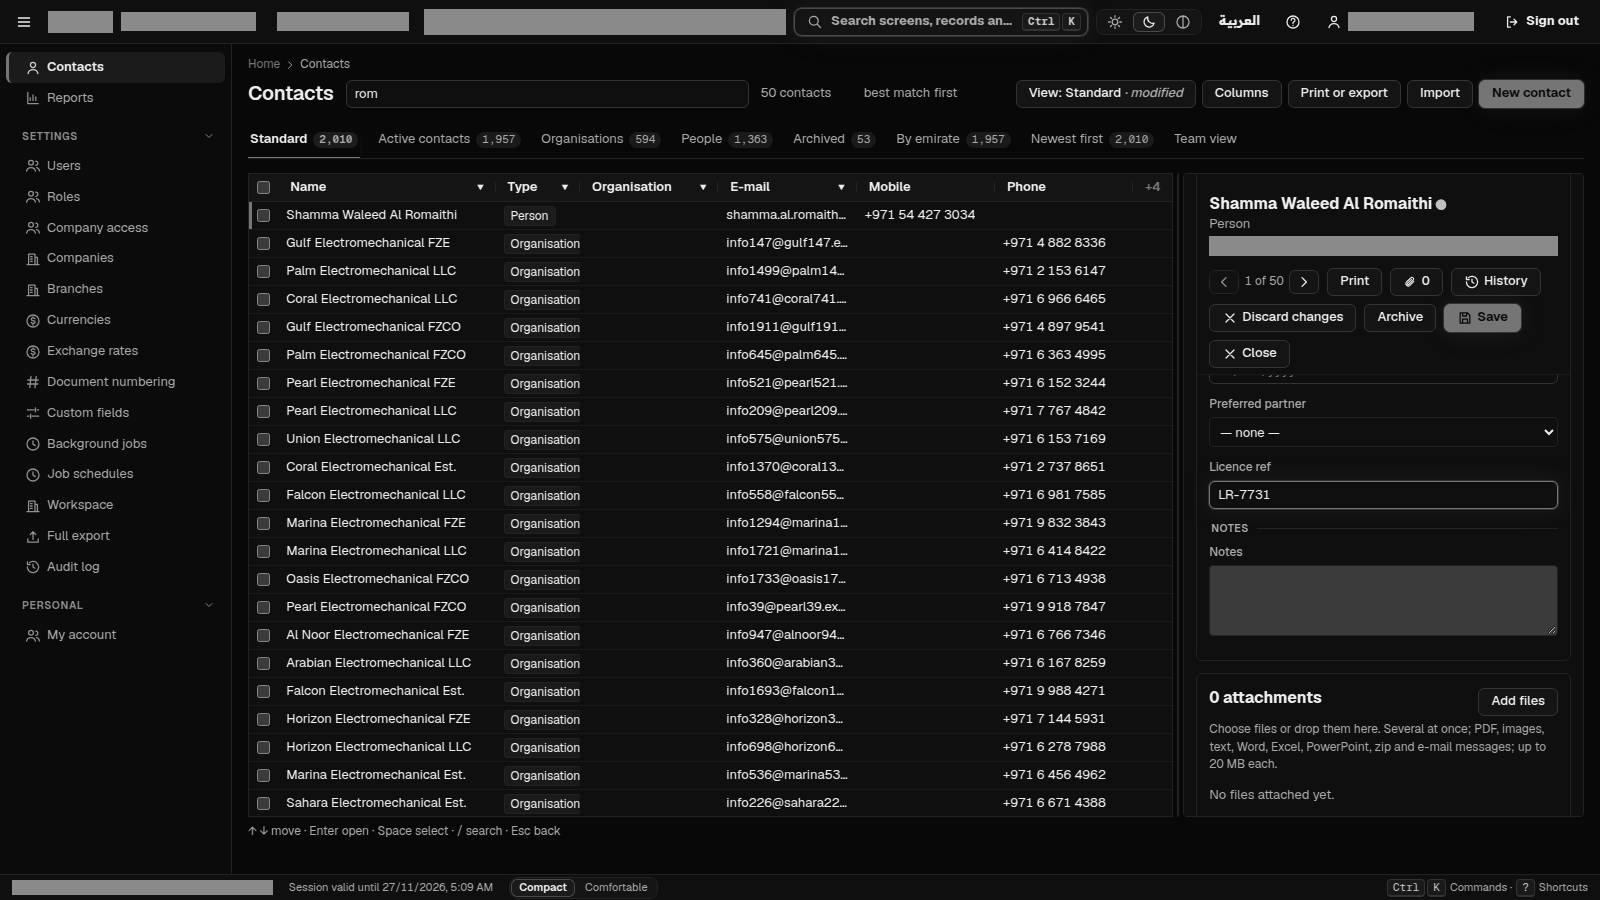 Search screens, records an... Ctrl K
العربية
Sign out
Contacts
Reports
SETTINGS
Users
Roles
Company access
Companies
Branches
Currencies
Exchange rates
Document numbering
Custom fields
Background jobs
Job schedules
Workspace
Full export
Audit log
PERSONAL
My account
Home > Contacts
Contacts rom 50 contacts best match first View: Standard · modified Columns Print or export Import New contact
Standard 2,010 Active contacts 1,957 Organisations 594 People 1,363 Archived 53 By emirate 1,957 Newest first 2,010 Team view
Name Type Organisation E-mail Mobile Phone +4
Shamma Waleed Al Romaithi Person shamma.al.romaith... +971 54 427 3034
Gulf Electromechanical FZE Organisation info147@gulf147.e... +971 4 882 8336
Palm Electromechanical LLC Organisation info1499@palm14... +971 2 153 6147
Coral Electromechanical LLC Organisation info741@coral741.... +971 6 966 6465
Gulf Electromechanical FZCO Organisation info1911@gulf191... +971 4 897 9541
Palm Electromechanical FZCO Organisation info645@palm645.... +971 6 363 4995
Pearl Electromechanical FZE Organisation info521@pearl521.... +971 6 152 3244
Pearl Electromechanical LLC Organisation info209@pearl209.... +971 7 767 4842
Union Electromechanical LLC Organisation info575@union575... +971 6 153 7169
Coral Electromechanical Est. Organisation info1370@coral13... +971 2 737 8651
Falcon Electromechanical LLC Organisation info558@falcon55... +971 6 981 7585
Marina Electromechanical FZE Organisation info1294@marina1... +971 9 832 3843
Marina Electromechanical LLC Organisation info1721@marina1... +971 6 414 8422
Oasis Electromechanical FZCO Organisation info1733@oasis17... +971 6 713 4938
Pearl Electromechanical FZCO Organisation info39@pearl39.ex... +971 9 918 7847
Al Noor Electromechanical FZE Organisation info947@alnoor94... +971 6 766 7346
Arabian Electromechanical LLC Organisation info360@arabian3... +971 6 167 8259
Falcon Electromechanical Est. Organisation info1693@falcon1... +971 9 988 4271
Horizon Electromechanical FZE Organisation info328@horizon3... +971 7 144 5931
Horizon Electromechanical LLC Organisation info698@horizon6... +971 6 278 7988
Marina Electromechanical Est. Organisation info536@marina53... +971 6 456 4962
Sahara Electromechanical Est. Organisation info226@sahara22... +971 6 671 4388
↑↓ move · Enter open · Space select · / search · Esc back
Shamma Waleed Al Romaithi
Person
1 of 50 Print 0 History
Discard changes Archive Save
Close
Preferred partner
— none —
Licence ref
LR-7731
NOTES
Notes
0 attachments Add files
Choose files or drop them here. Several at once; PDF, images,
text, Word, Excel, PowerPoint, zip and e-mail messages; up to
20 MB each.
No files attached yet.
Session valid until 27/11/2026, 5:09 AM Compact Comfortable Ctrl K Commands · ? Shortcuts